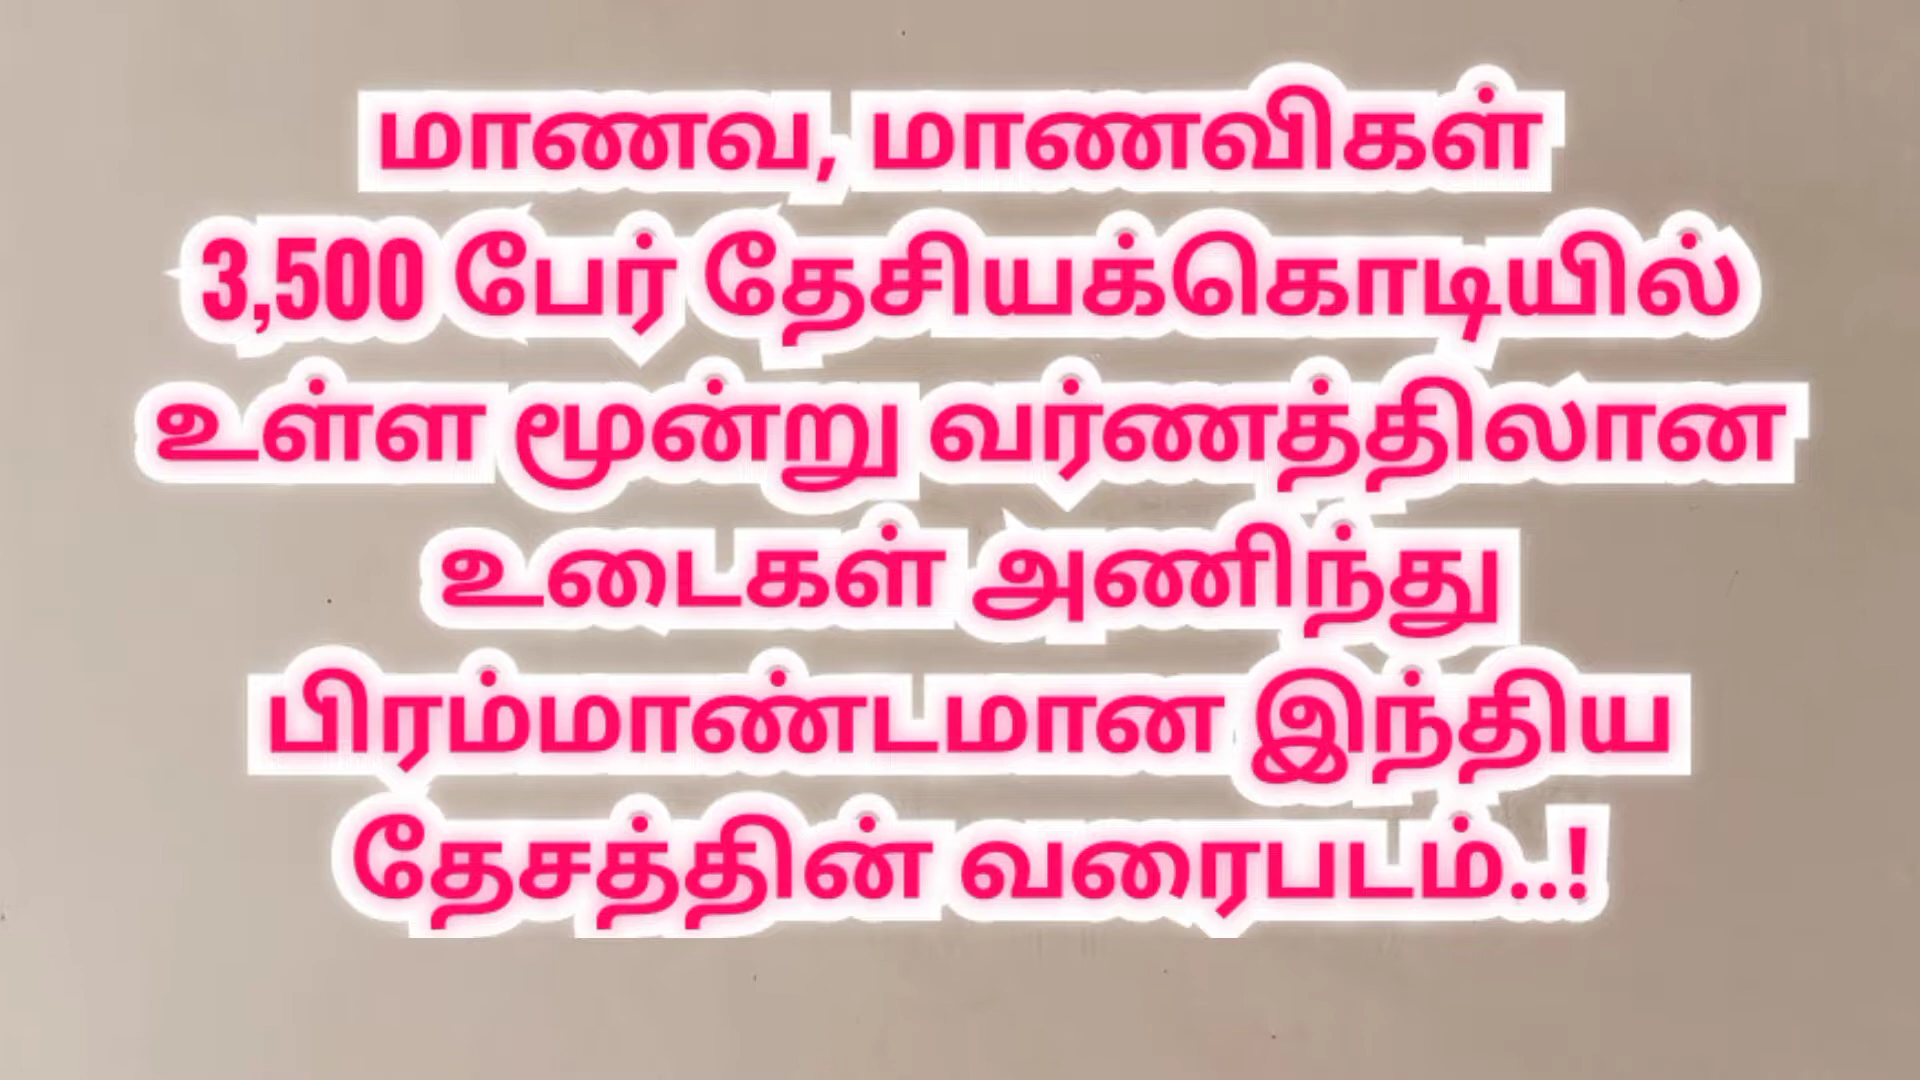 மாணவ, மாணவிகள்
3,500 பேர் தேசியக்கொடியில்
உள்ள மூன்று வர்ணத்திலான
உடைகள் அணிந்து
பிரம்மாண்டமான இந்திய
தேசத்தின் வரைபடம்..!